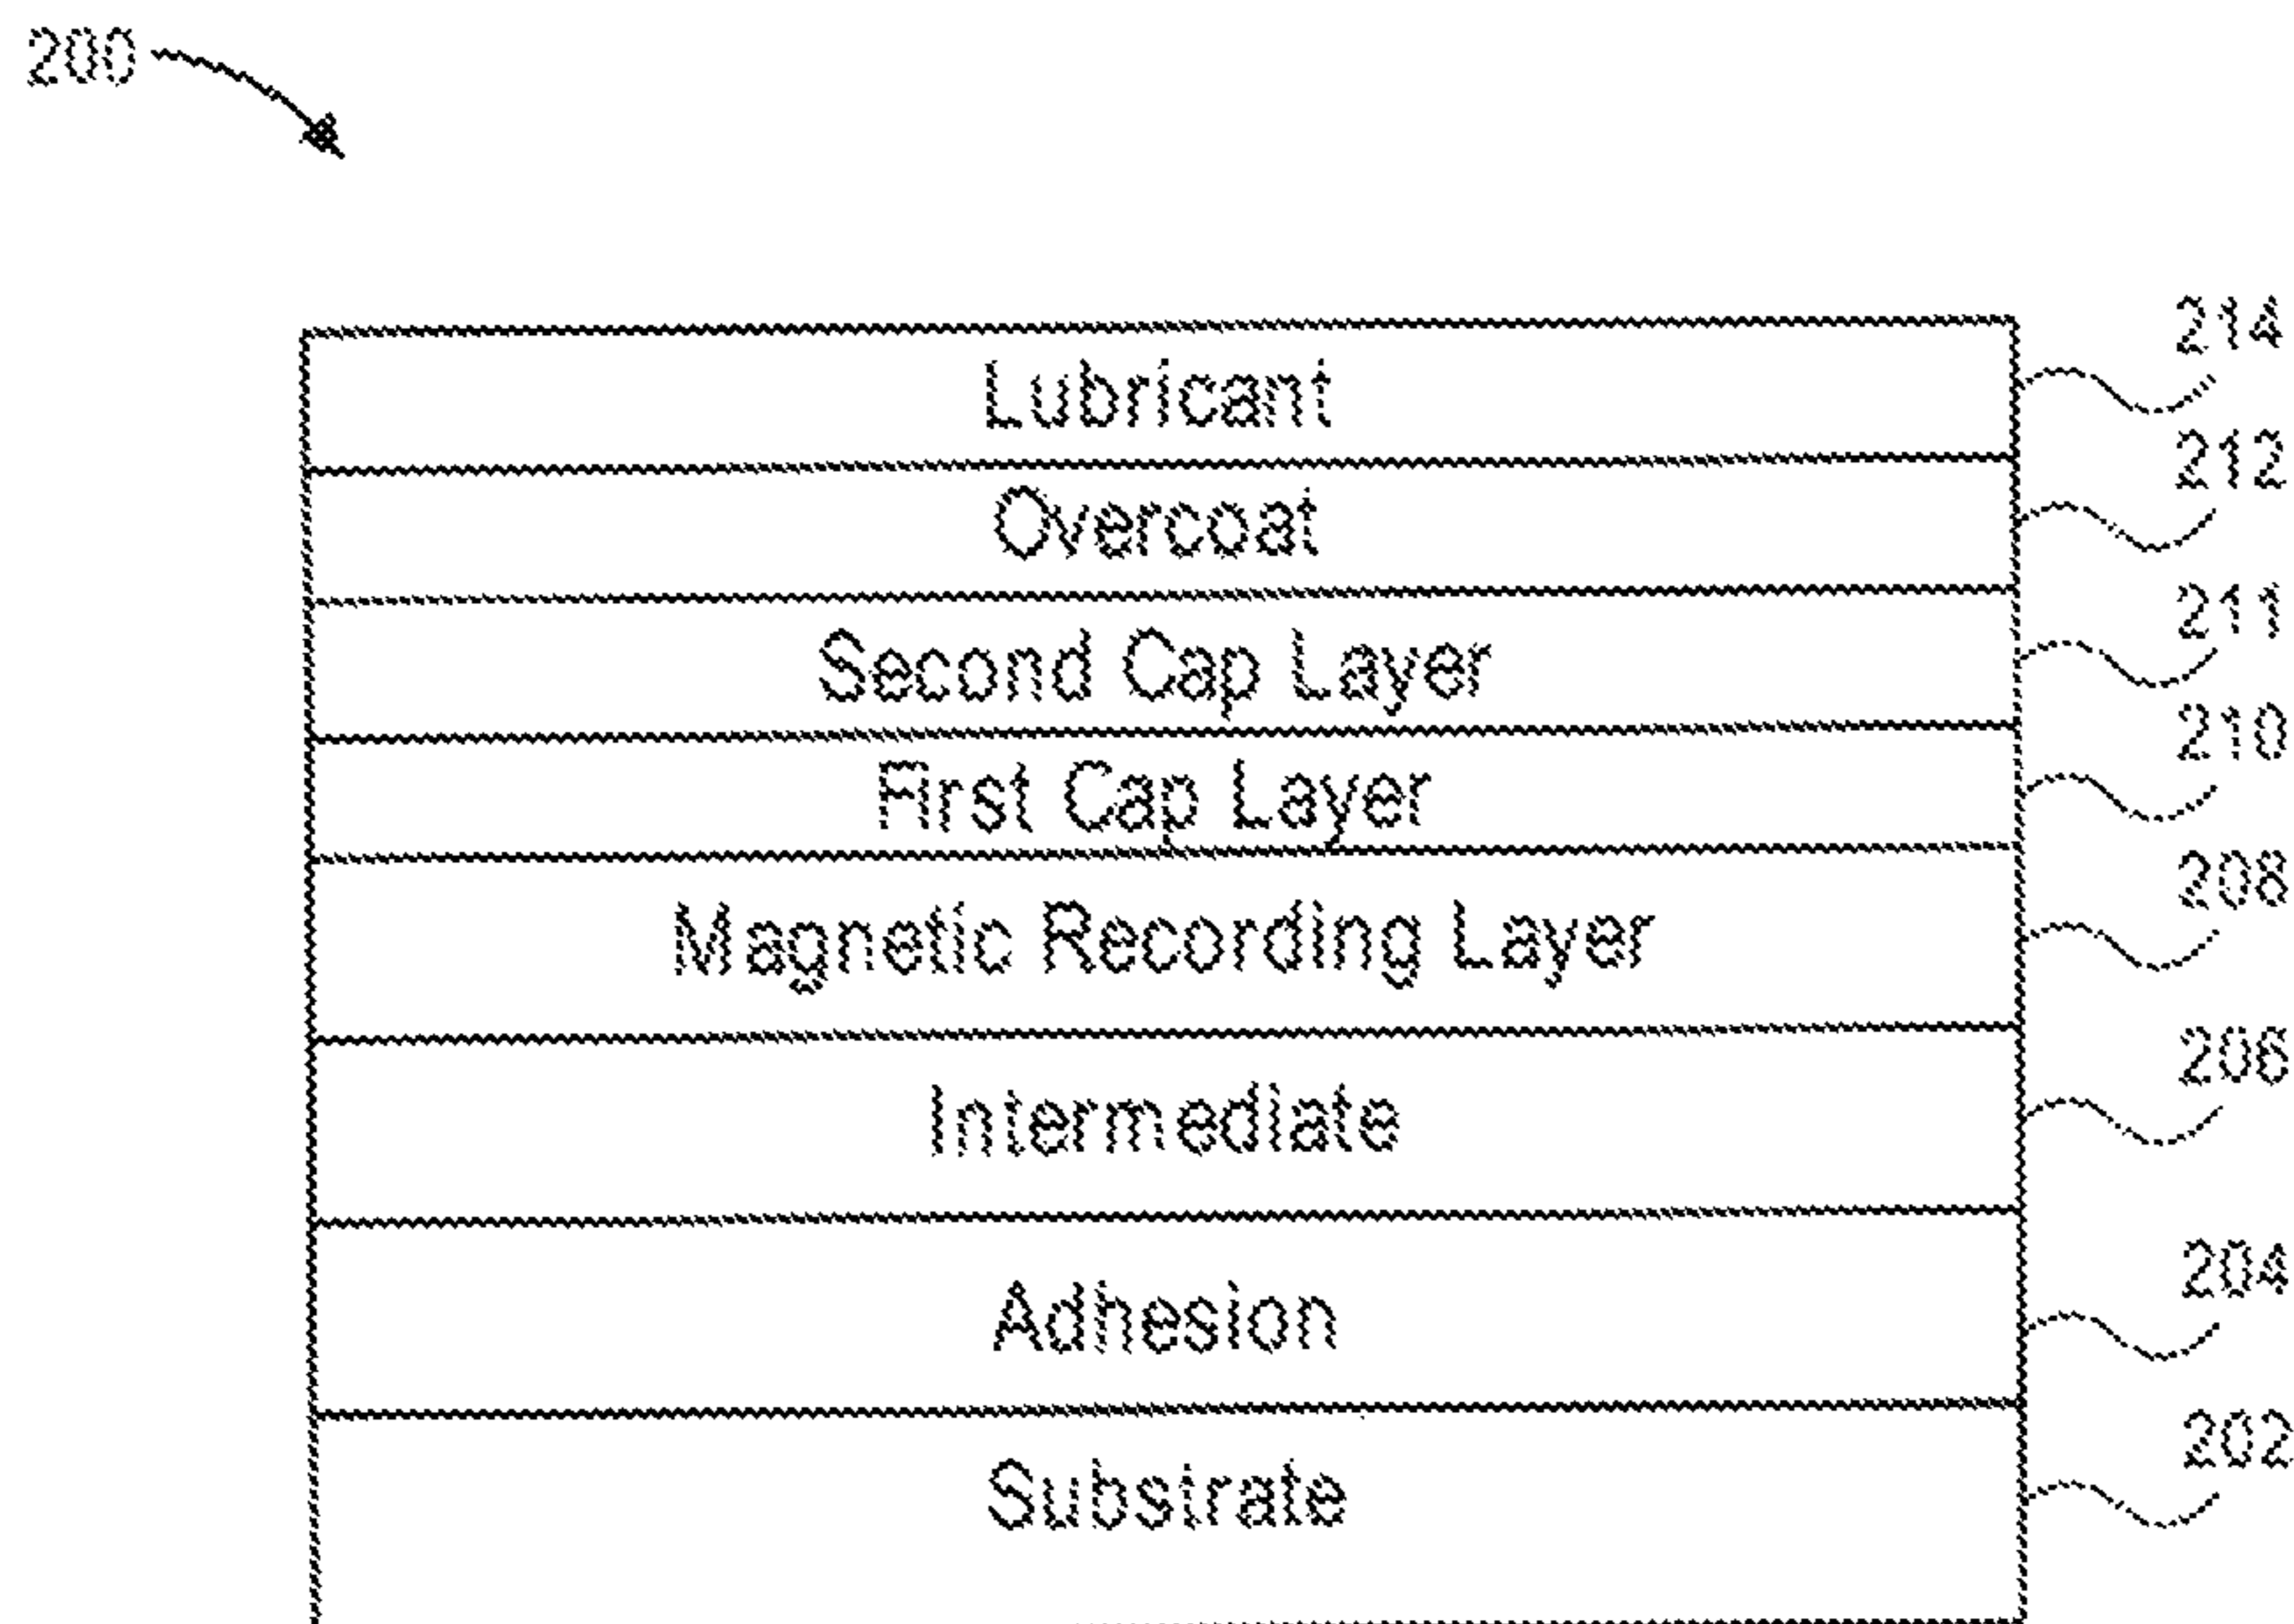 200
214
Lubricant
212
Overcoat
211
Second Cap Layer
210
First Cap Layer
208
Magnetic Recording Layer
206
Intermediate
204
Adhesion
202
Substrate